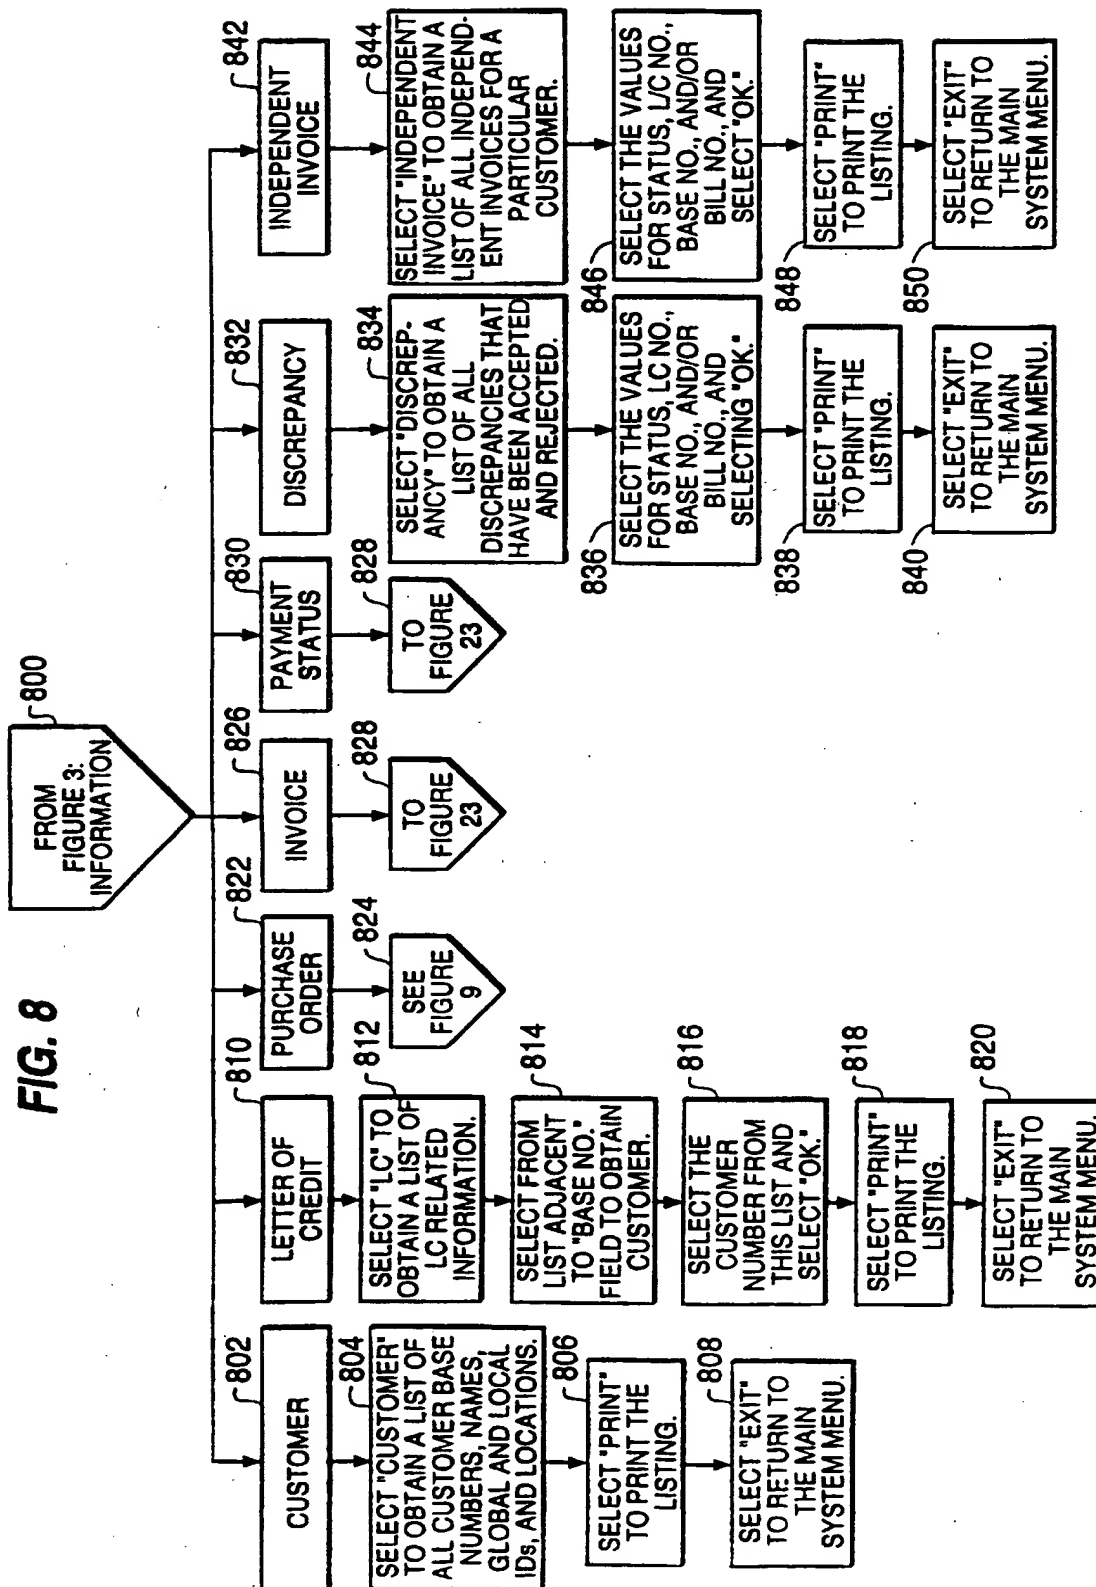 FIG. 8
800
FROM
FIGURE 3:
INFORMATION
802
CUSTOMER
804
SELECT "CUSTOMER"
TO OBTAIN A LIST OF
ALL CUSTOMER BASE
NUMBERS, NAMES,
GLOBAL AND LOCAL
IDs, AND LOCATIONS.
806
SELECT "PRINT"
TO PRINT THE
LISTING.
808
SELECT "EXIT"
TO RETURN TO
THE MAIN
SYSTEM MENU.
810
LETTER OF
CREDIT
812
SELECT "LC" TO
OBTAIN A LIST OF
LC RELATED
INFORMATION.
814
SELECT FROM
LIST ADJACENT
TO "BASE NO."
FIELD TO OBTAIN
CUSTOMER.
816
SELECT THE
CUSTOMER
NUMBER FROM
THIS LIST AND
SELECT "OK."
818
SELECT "PRINT"
TO PRINT THE
LISTING.
820
SELECT "EXIT"
TO RETURN TO
THE MAIN
SYSTEM MENU.
822
PURCHASE
ORDER
824
SEE
FIGURE
9
826
INVOICE
828
TO
FIGURE
23
830
PAYMENT
STATUS
828
TO
FIGURE
23
832
DISCREPANCY
834
SELECT "DISCREP-
ANCY" TO OBTAIN A
LIST OF ALL
DISCREPANCIES THAT
HAVE BEEN ACCEPTED
AND REJECTED.
836
SELECT THE VALUES
FOR STATUS, LC NO.,
BASE NO., AND/OR
BILL NO., AND
SELECTING "OK."
838
SELECT "PRINT"
TO PRINT THE
LISTING.
840
SELECT "EXIT"
TO RETURN TO
THE MAIN
SYSTEM MENU.
842
INDEPENDENT
INVOICE
844
SELECT "INDEPENDENT
INVOICE" TO OBTAIN A
LIST OF ALL INDEPEND-
ENT INVOICES FOR A
PARTICULAR
CUSTOMER.
846
SELECT THE VALUES
FOR STATUS, L/C NO.,
BASE NO., AND/OR
BILL NO., AND
SELECT "OK."
848
SELECT "PRINT"
TO PRINT THE
LISTING.
850
SELECT "EXIT"
TO RETURN TO
THE MAIN
SYSTEM MENU.